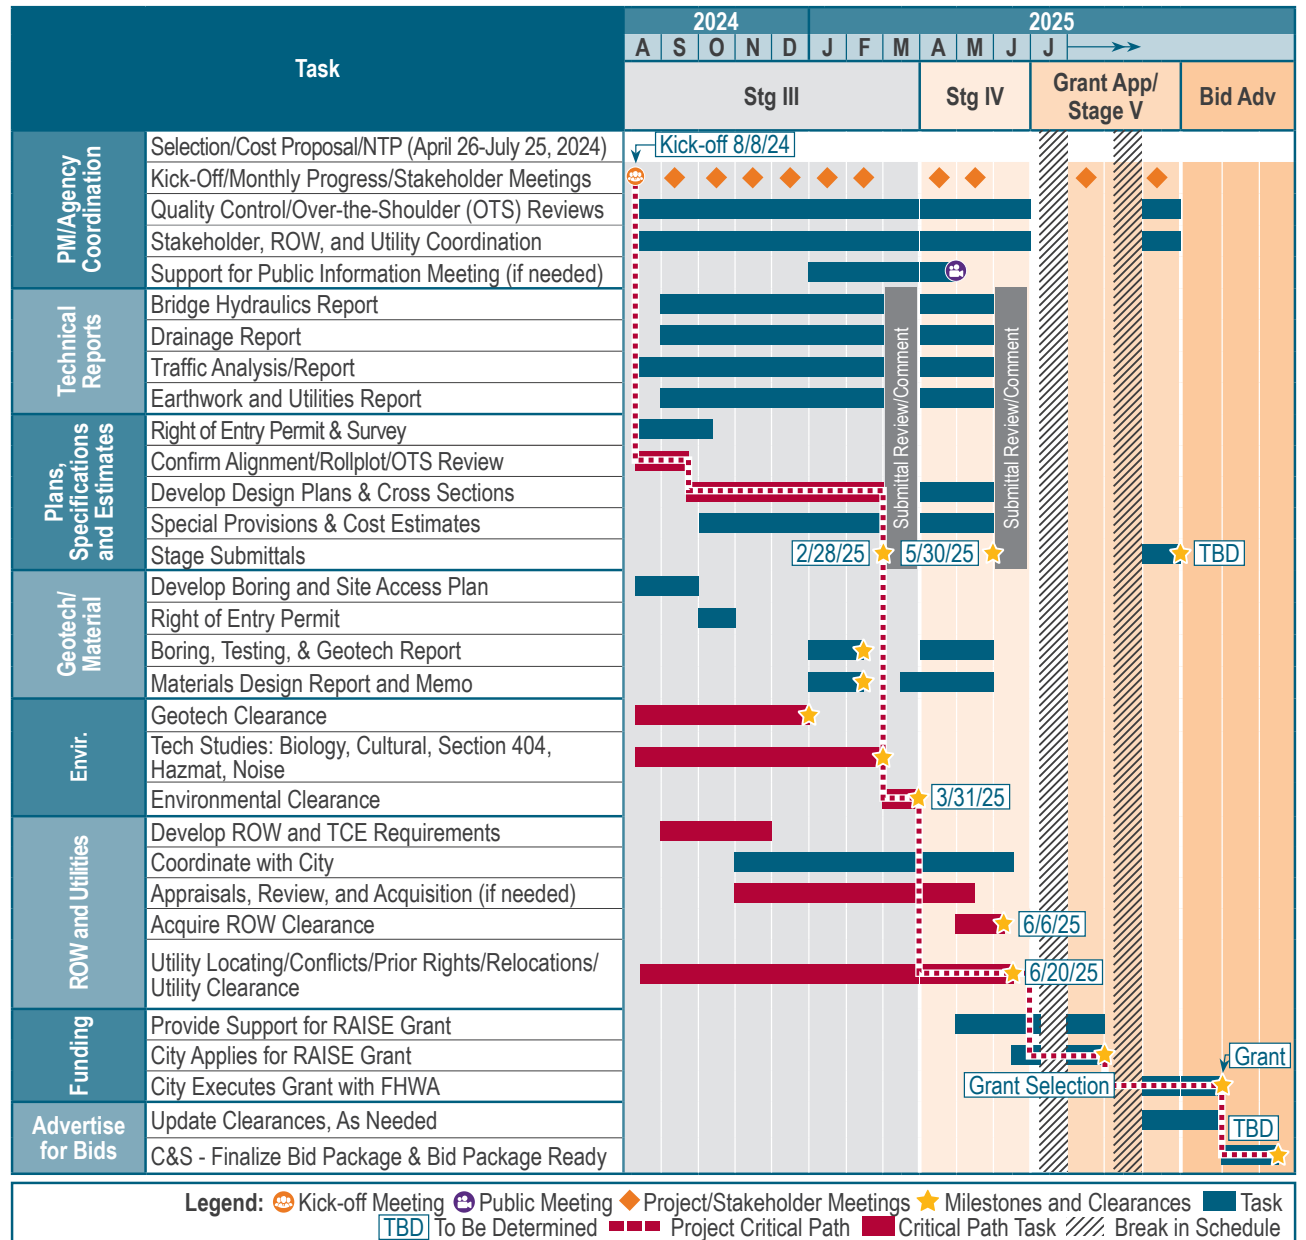 2024
2025
A S O N D J F M A M J J
Task
Stg III
Stg IV
Grant App/
Stage V
Bid Adv
PM/Agency
Coordination
Selection/Cost Proposal/NTP (April 26-July 25, 2024)
Kick-off 8/8/24
Kick-Off/Monthly Progress/Stakeholder Meetings
Quality Control/Over-the-Shoulder (OTS) Reviews
Stakeholder, ROW, and Utility Coordination
Support for Public Information Meeting (if needed)
Technical
Reports
Bridge Hydraulics Report
Drainage Report
Traffic Analysis/Report
Earthwork and Utilities Report
Submittal Review/Comment
Submittal Review/Comment
Plans,
Specifications
and Estimates
Right of Entry Permit & Survey
Confirm Alignment/Rollplot/OTS Review
Develop Design Plans & Cross Sections
Special Provisions & Cost Estimates
Stage Submittals
2/28/25
5/30/25
TBD
Geotech/
Material
Develop Boring and Site Access Plan
Right of Entry Permit
Boring, Testing, & Geotech Report
Materials Design Report and Memo
Envir.
Geotech Clearance
Tech Studies: Biology, Cultural, Section 404,
Hazmat, Noise
Environmental Clearance
3/31/25
ROW and Utilities
Develop ROW and TCE Requirements
Coordinate with City
Appraisals, Review, and Acquisition (if needed)
Acquire ROW Clearance
6/6/25
Utility Locating/Conflicts/Prior Rights/Relocations/
Utility Clearance
6/20/25
Funding
Provide Support for RAISE Grant
City Applies for RAISE Grant
Grant
City Executes Grant with FHWA
Grant Selection
Advertise
for Bids
Update Clearances, As Needed
TBD
C&S - Finalize Bid Package & Bid Package Ready
Legend: Kick-off Meeting Public Meeting Project/Stakeholder Meetings Milestones and Clearances Task
TBD To Be Determined Project Critical Path Critical Path Task Break in Schedule